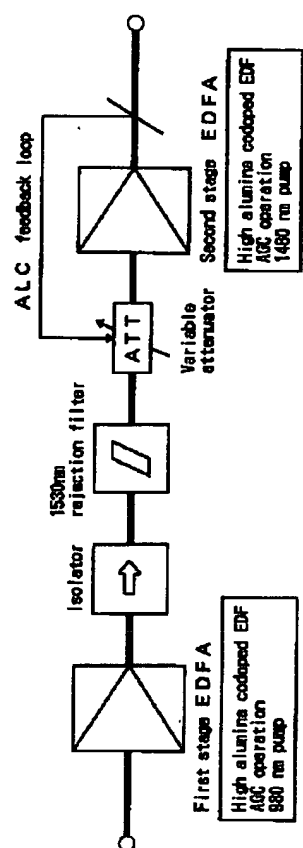 ALC feedback loop
1530nm
rejection filter
Isolator
ATT
Variable
attenuator
First stage EDFA
Second stage EDFA
High alumina codoped EDF
AGC operation
980 nm pump
High alumina codoped EDF
AGC operation
1480 nm pump